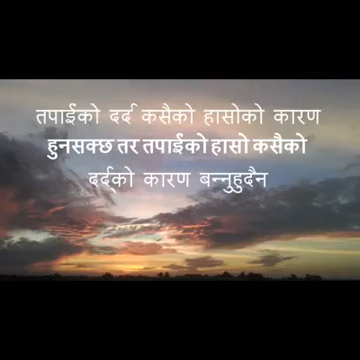 तपाईको दर्द कसैको हासोको कारण
हुनसक्छ तर तपाईको हासो कसैको
दर्दको कारण बन्नुहुदैन